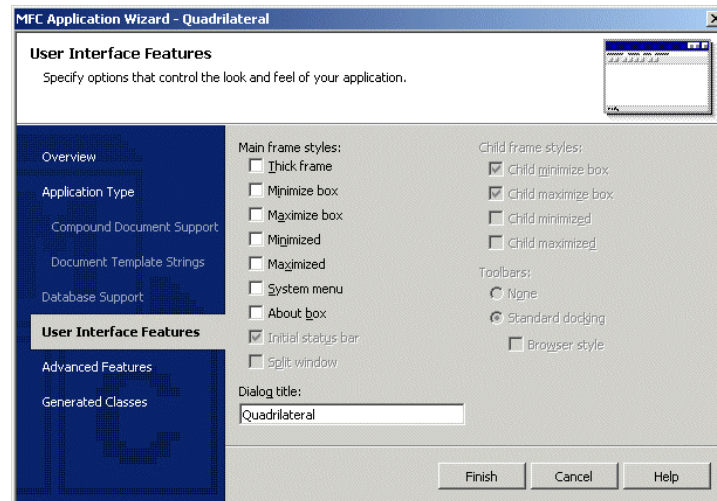 MFC Application Wizard - Quadrilateral
User Interface Features
Specify options that control the look and feel of your application.
Overview
Application Type
Compound Document Support
Document Template Strings
Database Support
User Interface Features
Advanced Features
Generated Classes
Main frame styles:
Thick frame
Minimize box
Maximize box
Minimized
Maximized
System menu
About box
Initial status bar
Split window
Dialog title:
Quadrilateral
Child frame styles:
Child minimize box
Child maximize box
Child minimized
Child maximized
Toolbars:
None
Standard docking
Browser style
Finish
Cancel
Help